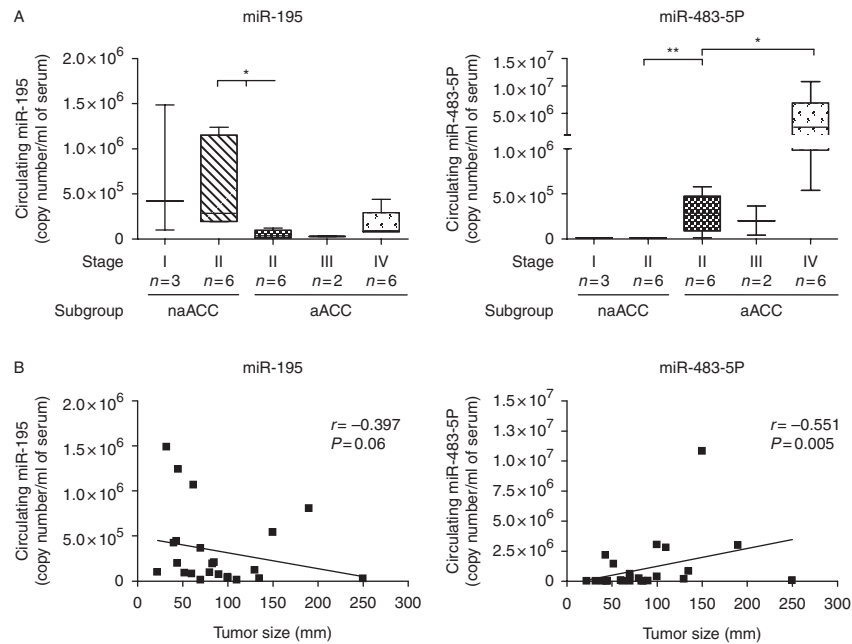 A
miR-195
Circulating miR-195
(copy number/ml of serum)
2.0×10⁶
1.5×10⁶
1.0×10⁶
5.0×10⁵
0
*
Stage I II II III IV
n=3 n=6 n=6 n=2 n=6
Subgroup naACC aACC
miR-483-5P
Circulating miR-483-5P
(copy number/ml of serum)
1.5×10⁷
1.0×10⁷
5.0×10⁶
1.0×10⁶
5.0×10⁵
0
** *
Stage I II II III IV
n=3 n=6 n=6 n=2 n=6
Subgroup naACC aACC
B
miR-195
Circulating miR-195
(copy number/ml of serum)
2.0×10⁶
1.5×10⁶
1.0×10⁶
5.0×10⁵
0
r= –0.397
P=0.06
0 50 100 150 200 250 300
Tumor size (mm)
miR-483-5P
Circulating miR-483-5P
(copy number/ml of serum)
1.5×10⁷
1.2×10⁷
1.0×10⁷
7.5×10⁶
5.0×10⁶
2.5×10⁶
0
r= –0.551
P=0.005
0 50 100 150 200 250 300
Tumor size (mm)